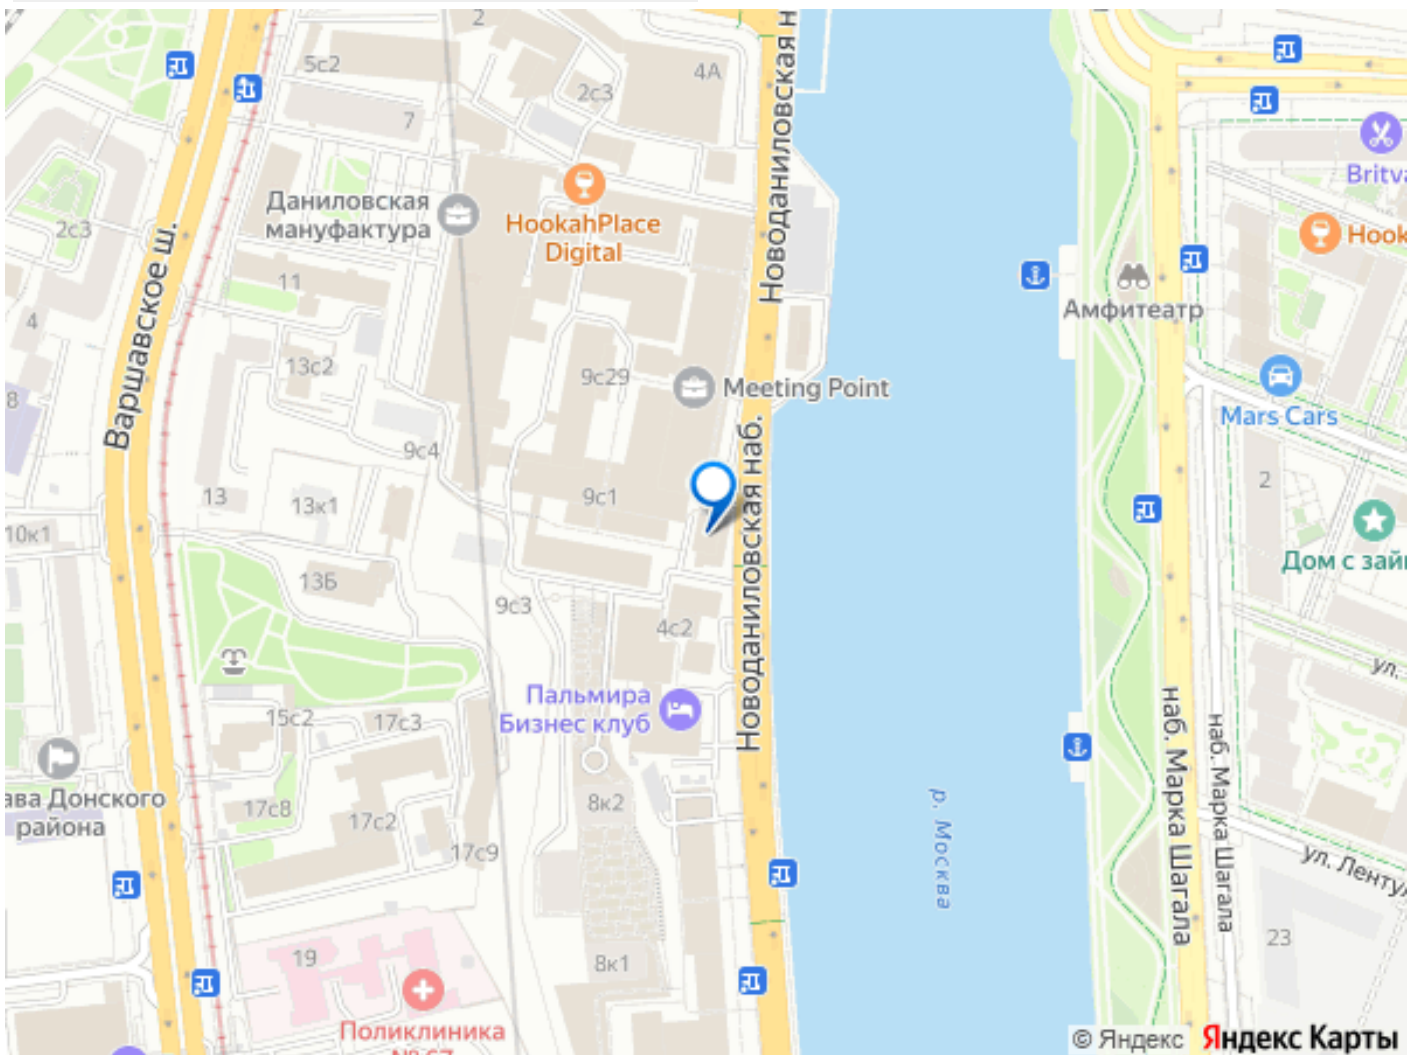 2
5с2
4А
2с3
7
Новоданиловская н
Britva
Даниловская
мануфактура
HookahPlace
Digital
2с3
Hook
Варшавское ш.
11
Новоданиловская наб.
Амфитеатр
4
13с2
9с29
Meeting Point
8
Mars Cars
9с4
2
13
13к1
9с1
10к1
Дом с зай
13Б
9с3
4с2
ул.
Пальмира
Бизнес клуб
15с2
17с3
наб. Марка Шагала
наб. Марка Шагала
ава Донского
района
17с8
17с2
8к2
р. Москва
17с9
ул. Ленту
23
19
8к1
Поликлиника
© Яндекс Яндекс Карты